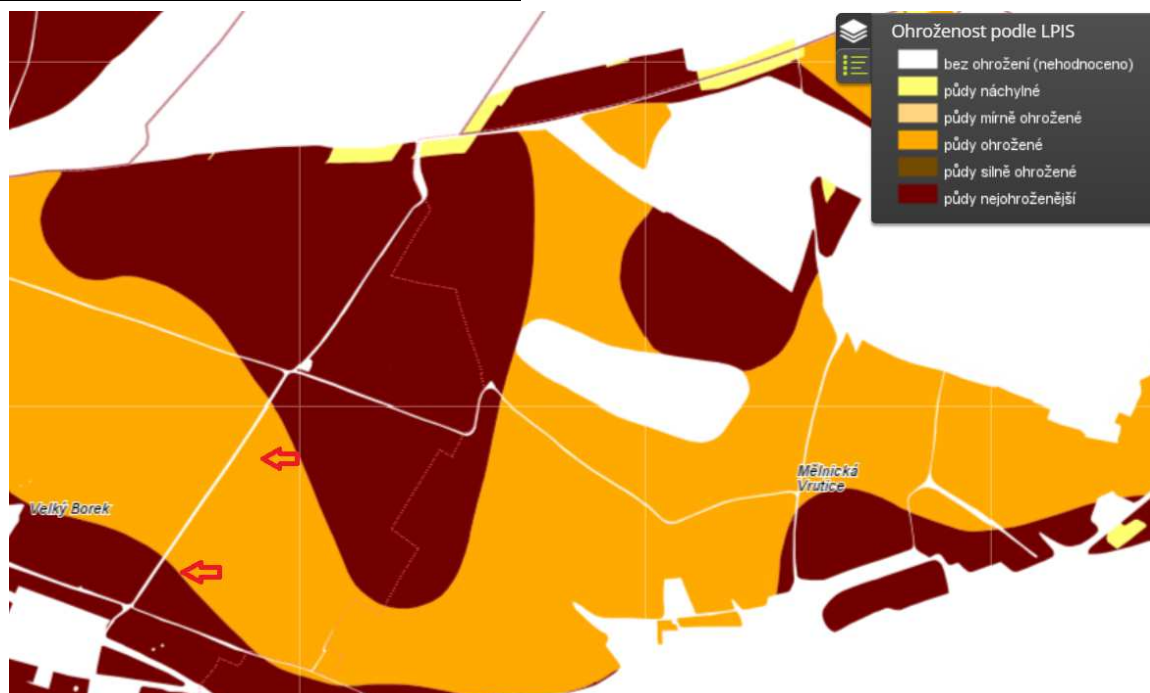 Ohroženost podle LPIS
bez ohrožení (nehodnoceno)
půdy náchylné
půdy mírně ohrožené
půdy ohrožené
půdy silně ohrožené
půdy nejohroženější
Mělnická
Vrutice
Velký Borek